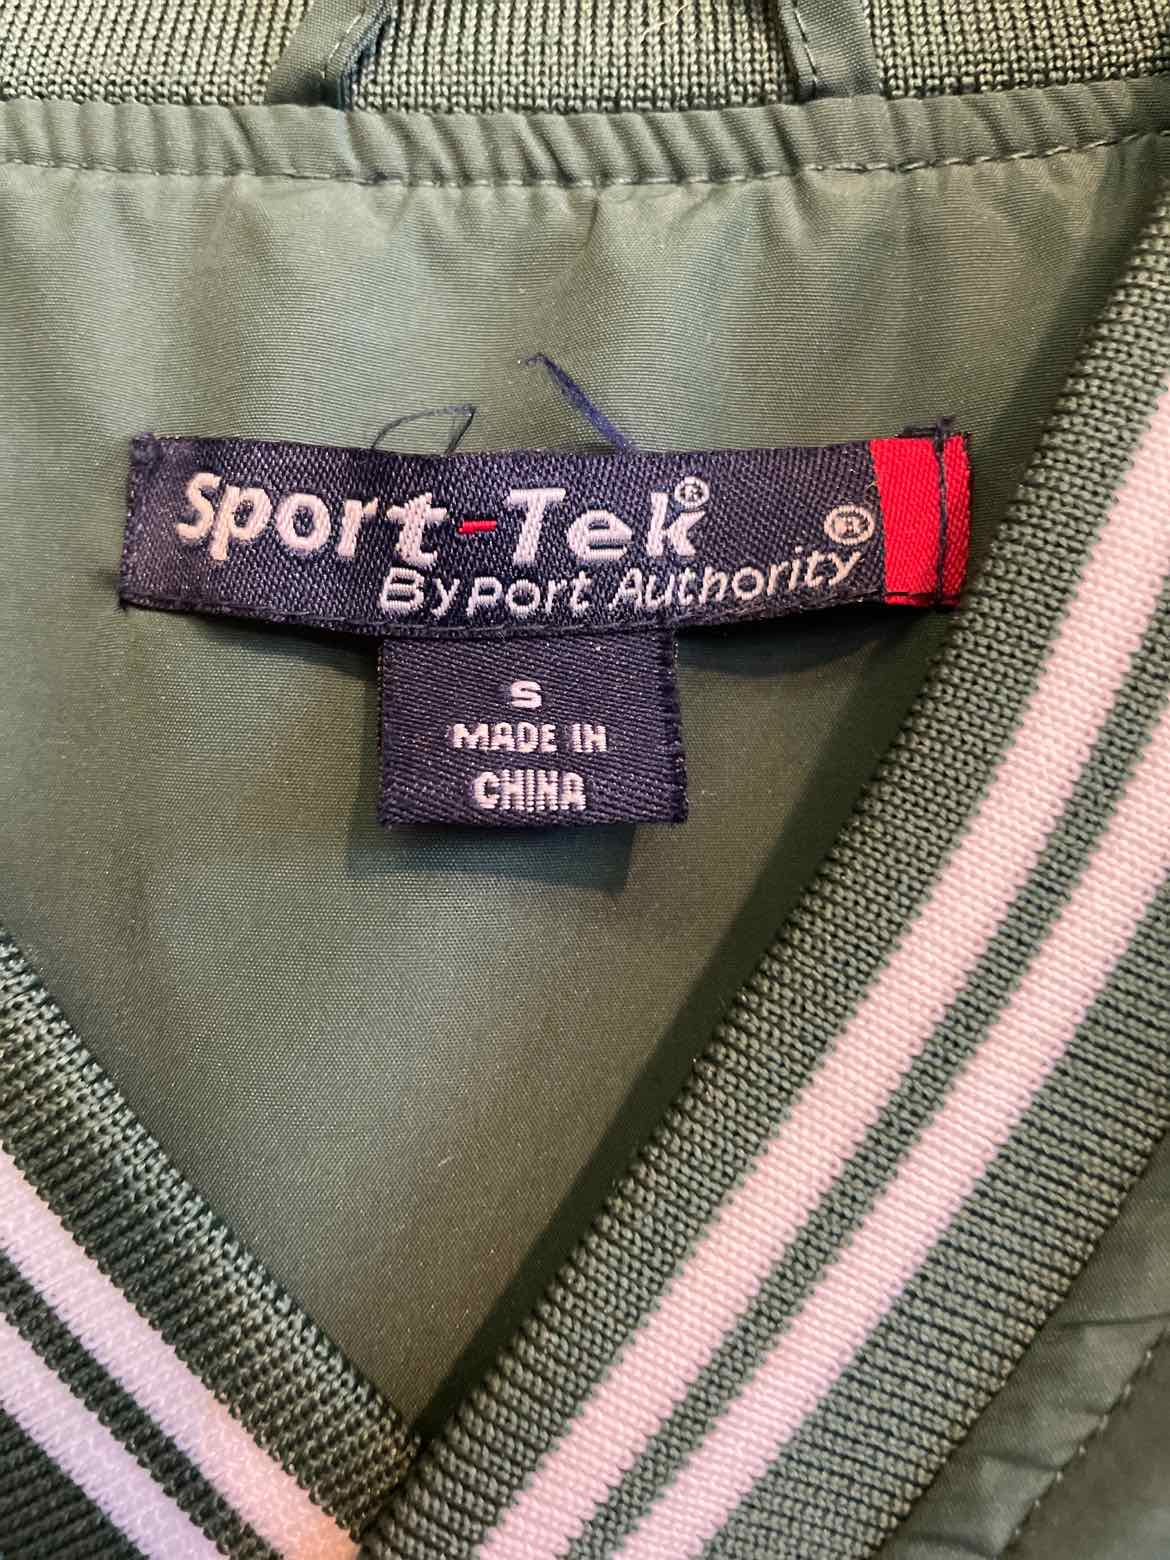 Sport-Tek®
By Port Authority®
S
MADE IN
CHINA